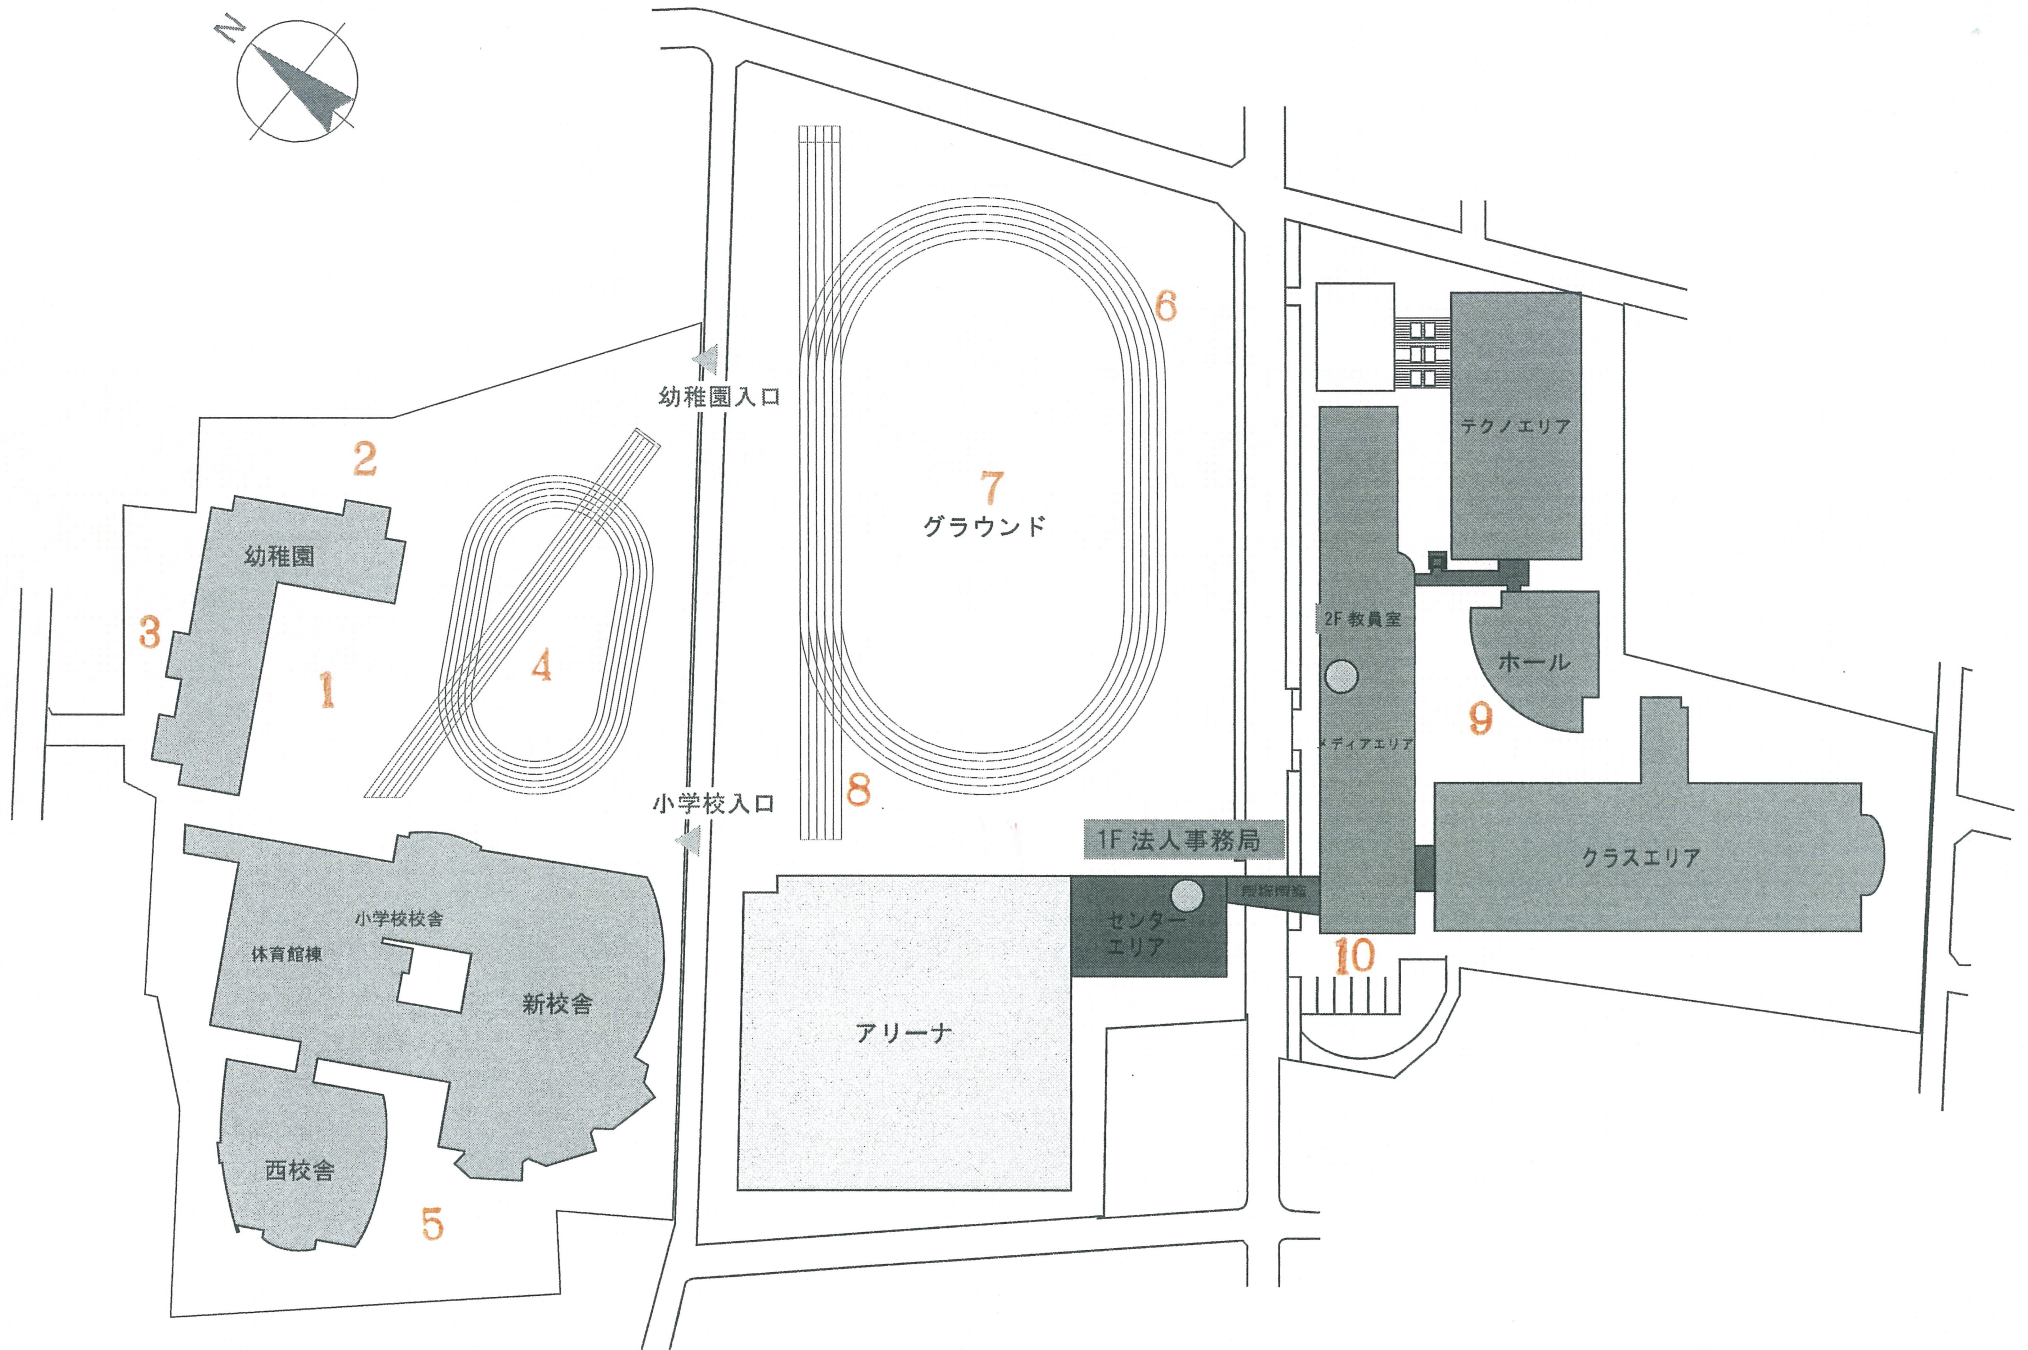 N
幼稚園入口
6
テクノエリア
2
7
グラウンド
幼稚園
3
2F 教員室
4
ホール
1
9
メディアエリア
8
小学校入口
1F 法人事務局
クラスエリア
小学校校舎
センター
エリア
体育館棟
10
新校舎
アリーナ
西校舎
5